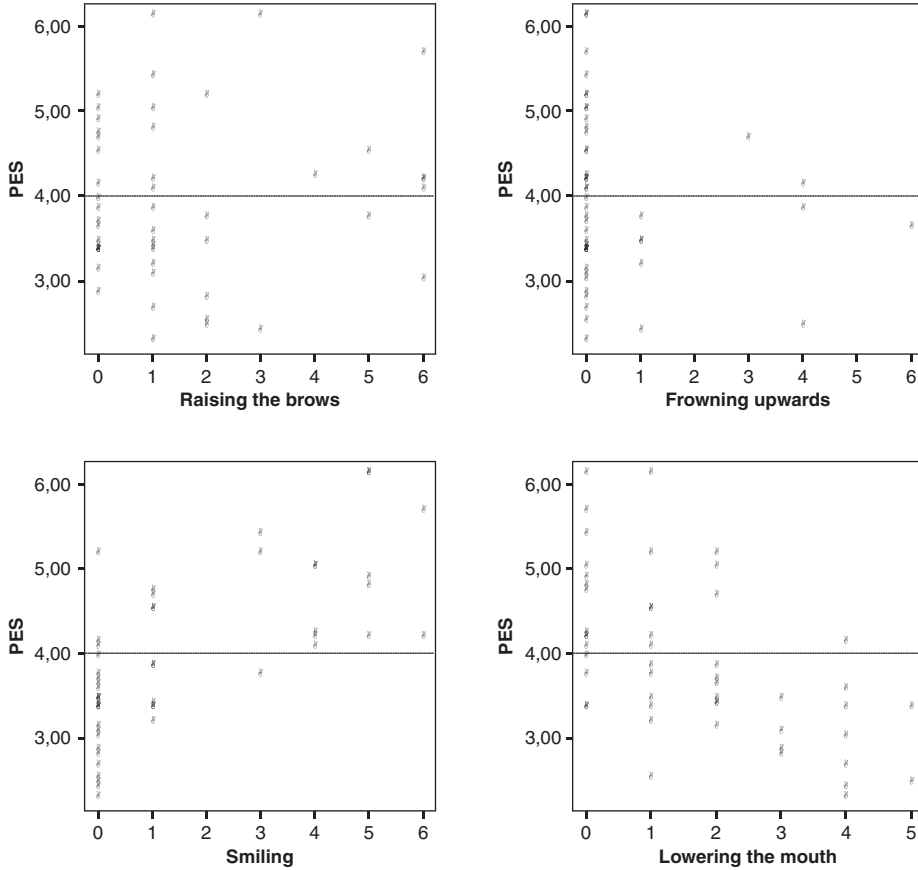 6,00
5,00
4,00
3,00
PES
0 1 2 3 4 5 6
Raising the brows
6,00
5,00
4,00
3,00
PES
0 1 2 3 4 5 6
Frowning upwards
6,00
5,00
4,00
3,00
PES
0 1 2 3 4 5 6
Smiling
6,00
5,00
4,00
3,00
PES
0 1 2 3 4 5
Lowering the mouth